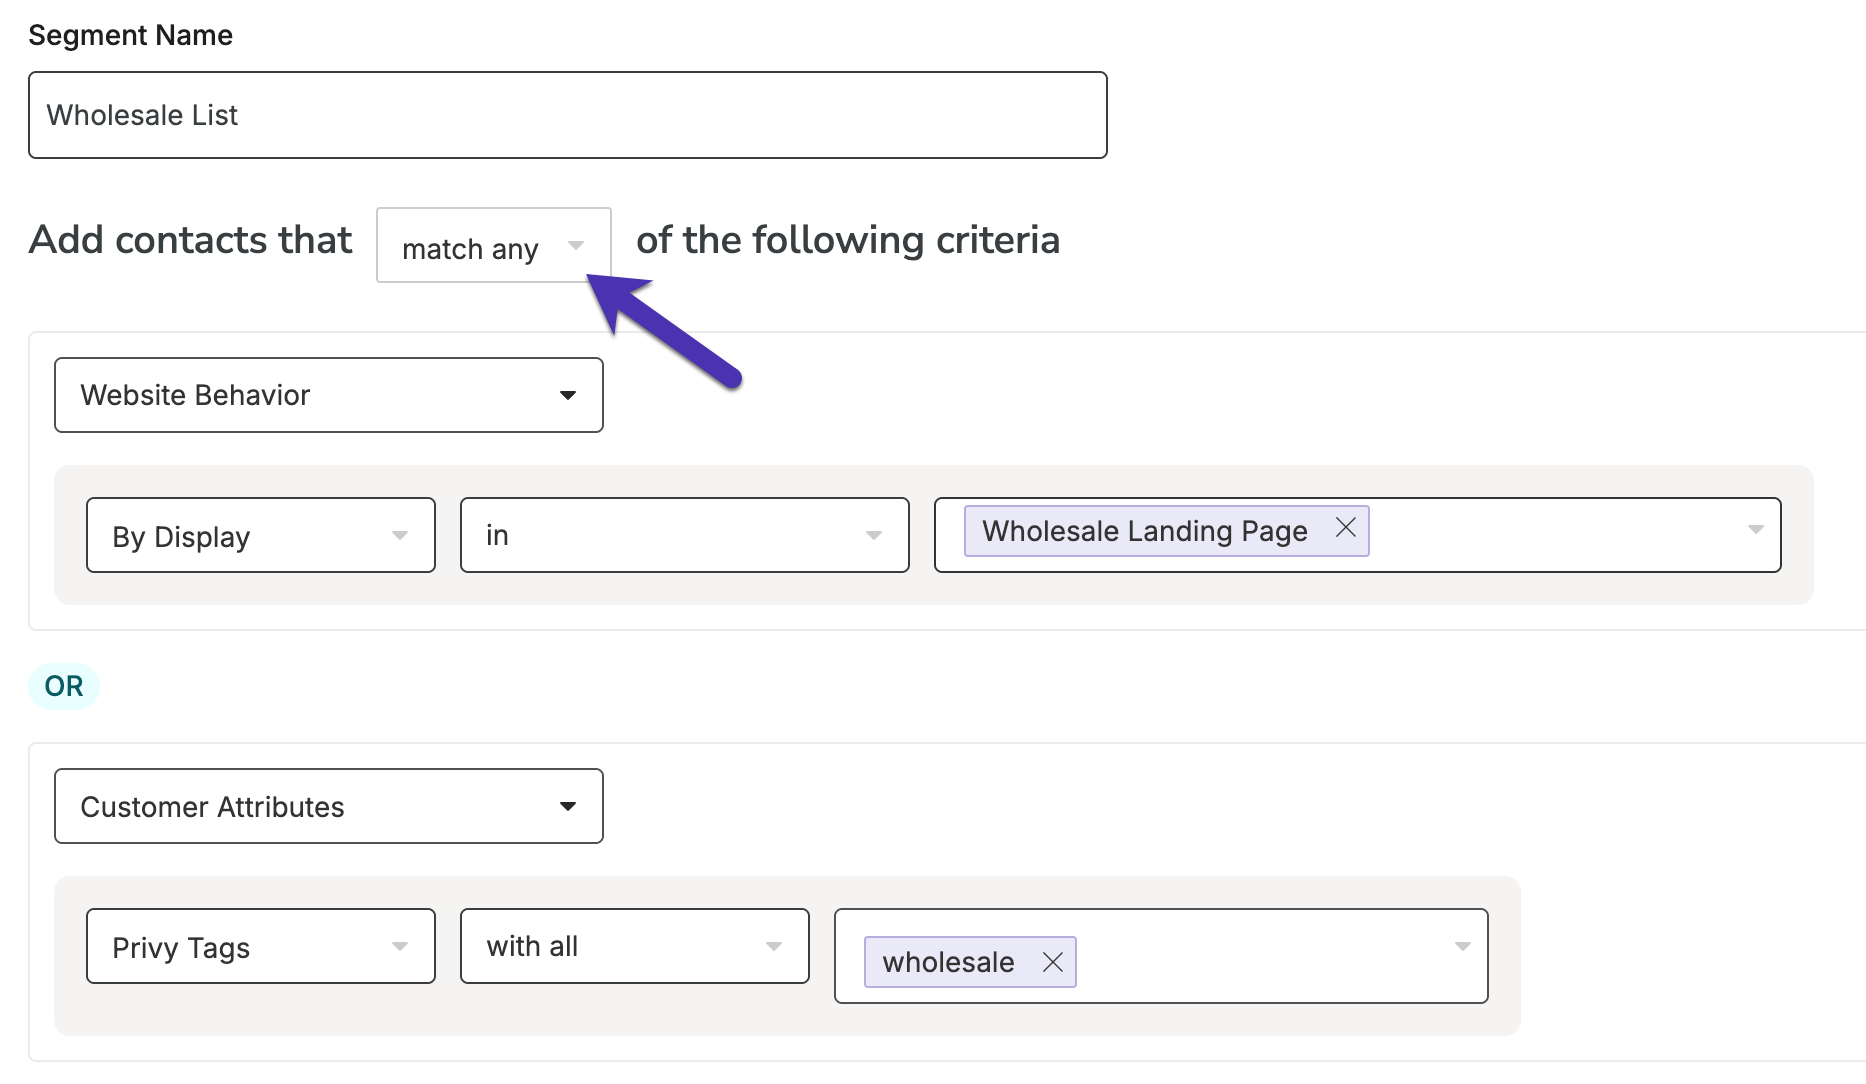 Segment Name
Wholesale List
Add contacts that match any of the following criteria
Website Behavior
By Display in Wholesale Landing Page
OR
Customer Attributes
Privy Tags with all wholesale